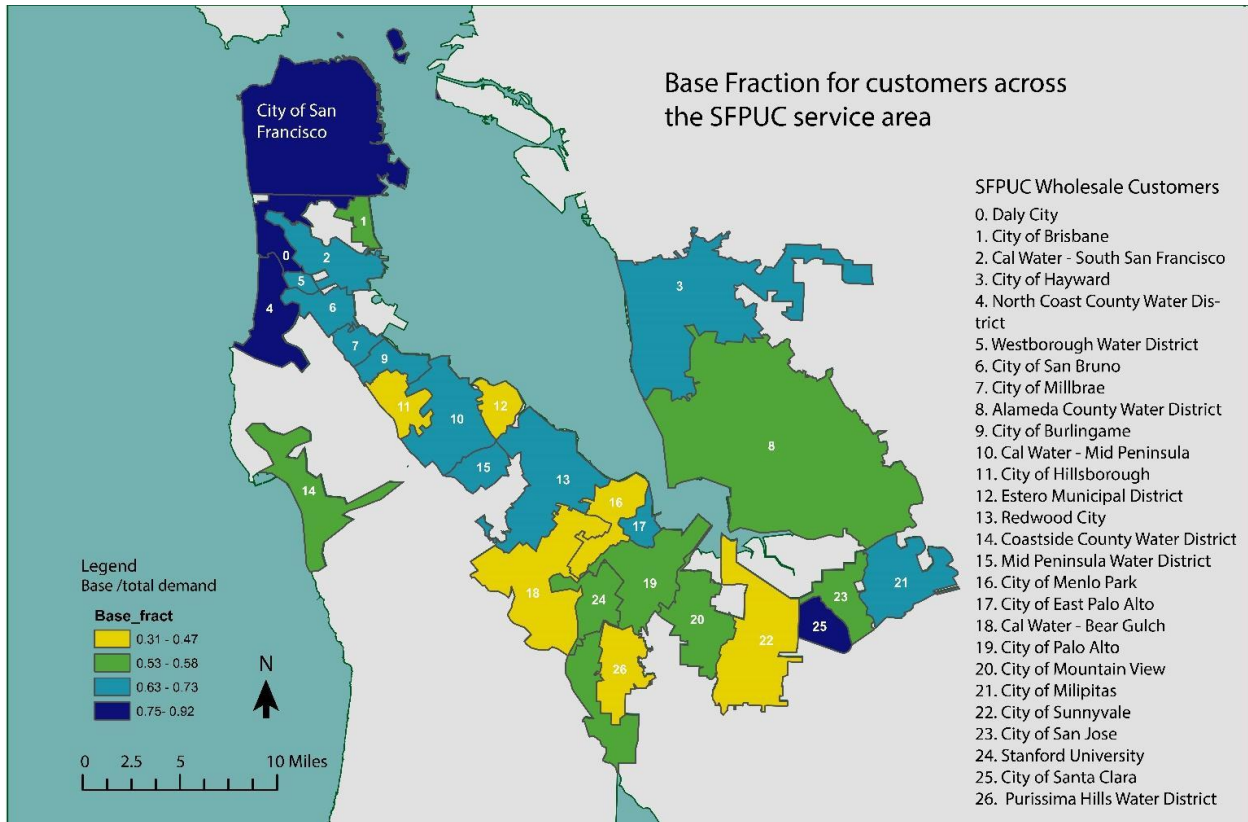 Base Fraction for customers across
the SFPUC service area
City of San
Francisco
SFPUC Wholesale Customers
0. Daly City
1. City of Brisbane
2. Cal Water - South San Francisco
3. City of Hayward
4. North Coast County Water Dis-
trict
5. Westborough Water District
6. City of San Bruno
7. City of Millbrae
8. Alameda County Water District
9. City of Burlingame
10. Cal Water - Mid Peninsula
11. City of Hillsborough
12. Estero Municipal District
13. Redwood City
14. Coastside County Water District
15. Mid Peninsula Water District
16. City of Menlo Park
17. City of East Palo Alto
18. Cal Water - Bear Gulch
19. City of Palo Alto
20. City of Mountain View
21. City of Milipitas
22. City of Sunnyvale
23. City of San Jose
24. Stanford University
25. City of Santa Clara
26. Purissima Hills Water District
1
0
2
5
4
6
3
7
9
11
10
12
8
15
13
14
16
17
21
18
24
19
20
23
25
22
26
Legend
Base /total demand
Base_fract
0.31 - 0.47
0.53 - 0.58
0.63 - 0.73
0.75- 0.92
N
0 2.5 5 10 Miles